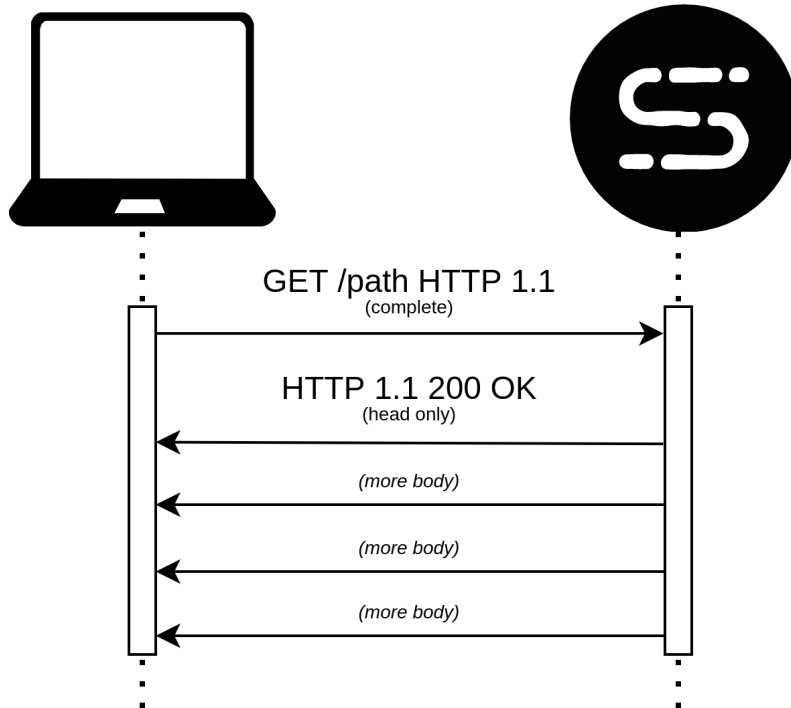 GET /path HTTP 1.1
(complete)
HTTP 1.1 200 OK
(head only)
(more body)
(more body)
(more body)